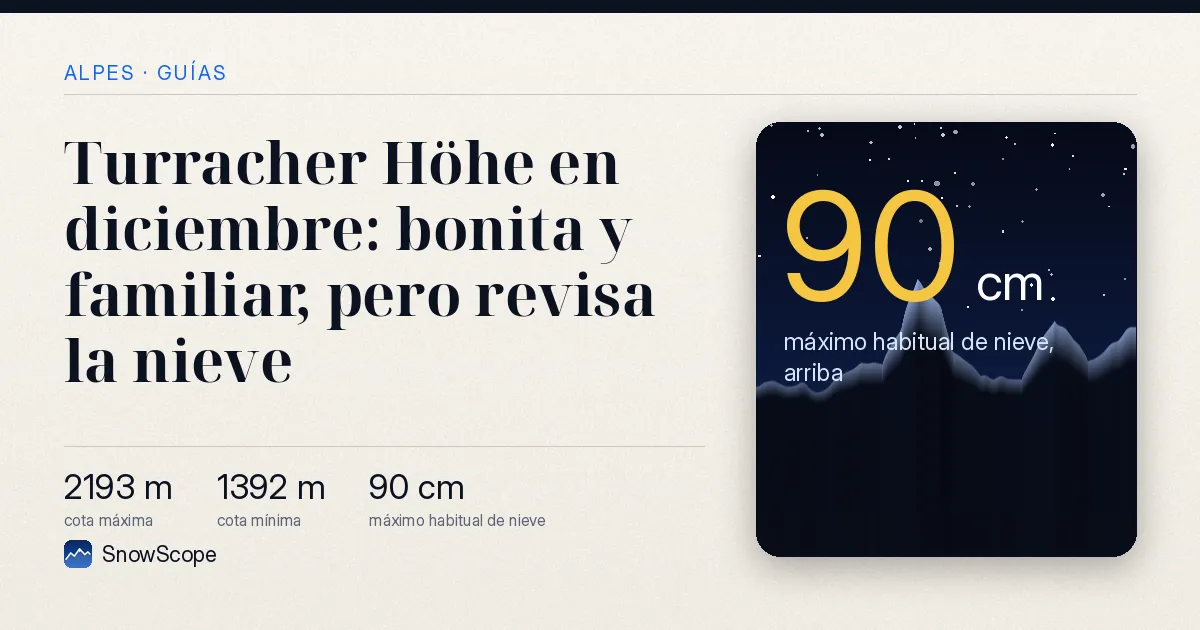 ALPES · GUÍAS
Turracher Höhe en
diciembre: bonita y
familiar, pero revisa
la nieve
90 cm
máximo habitual de nieve,
arriba
2193 m 1392 m 90 cm
cota máxima cota mínima máximo habitual de nieve
SnowScope